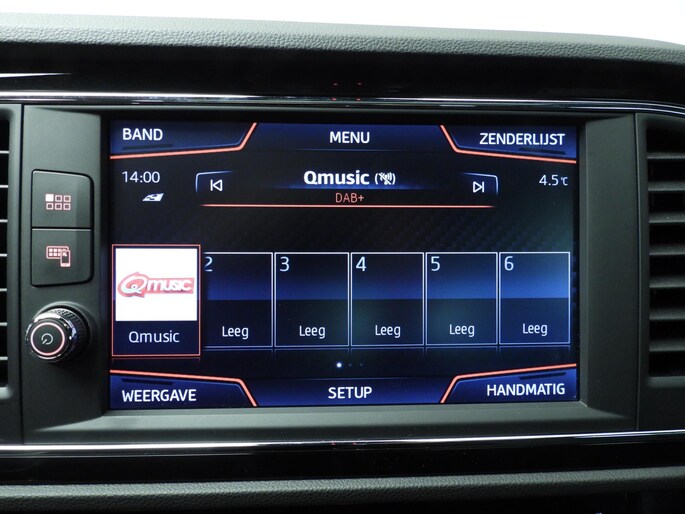 BAND MENU ZENDERLIJST
14:00 Qmusic 4.5°C
DAB+
2 3 4 5 6
Q MUSIC
Qmusic Leeg Leeg Leeg Leeg Leeg
WEERGAVE SETUP HANDMATIG